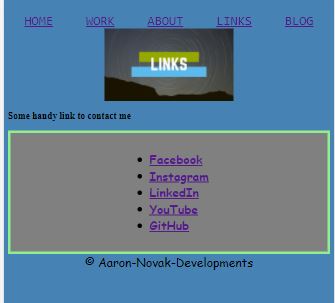 HOME WORK ABOUT LINKS BLOG
LINKS
Some handy link to contact me
Facebook
Instagram
LinkedIn
YouTube
GitHub
© Aaron-Novak-Developments